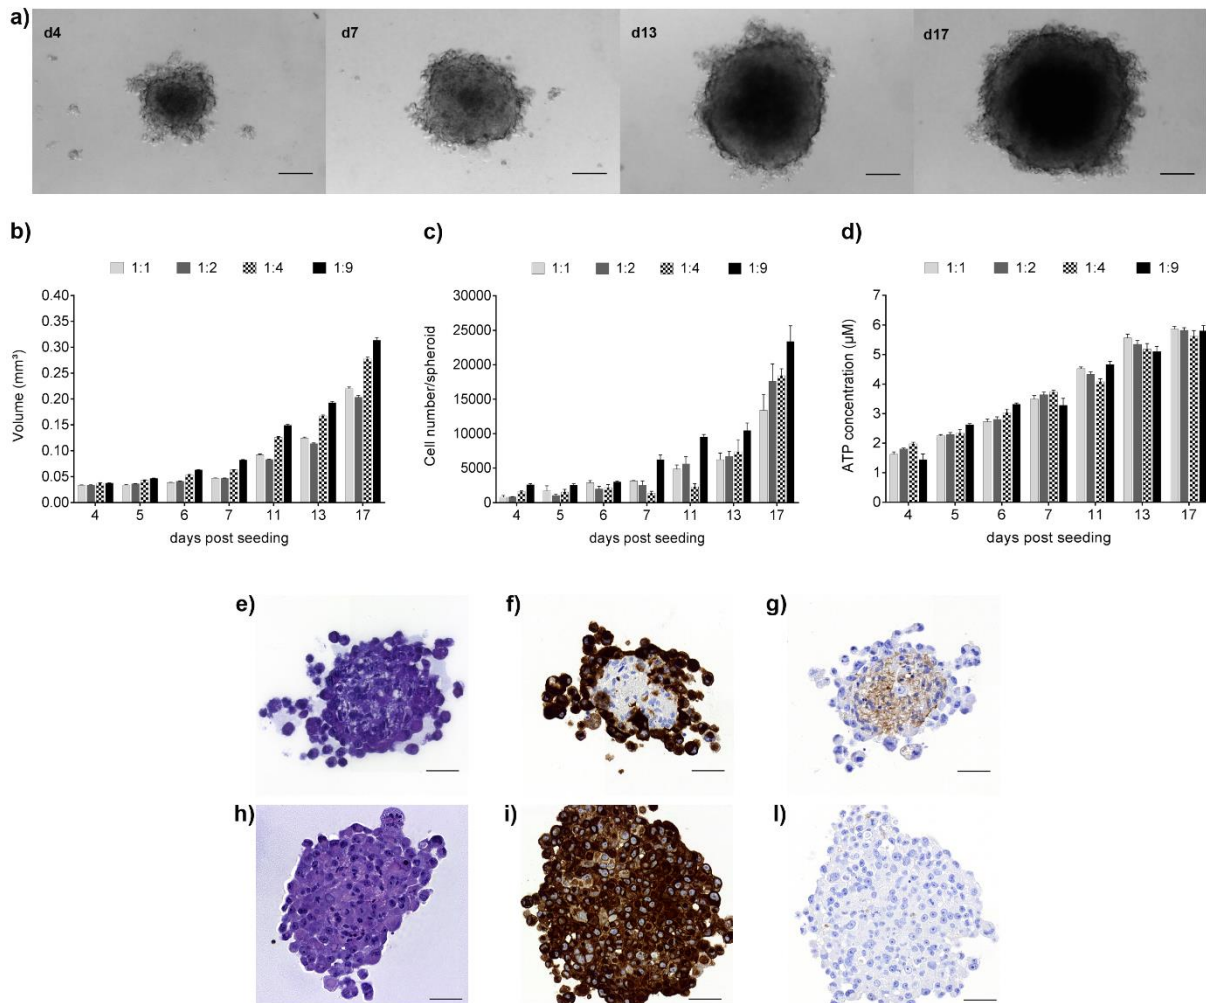 a)
d4
d7
d13
d17
b)
1:1 1:2 1:4 1:9
Volume (mm³)
0.40
0.35
0.30
0.25
0.20
0.15
0.10
0.05
0.00
4 5 6 7 11 13 17
days post seeding
c)
1:1 1:2 1:4 1:9
Cell number/spheroid
30000
25000
20000
15000
10000
5000
0
4 5 6 7 11 13 17
days post seeding
d)
1:1 1:2 1:4 1:9
ATP concentration (µM)
7
6
5
4
3
2
1
0
4 5 6 7 11 13 17
days post seeding
e)
f)
g)
h)
i)
l)